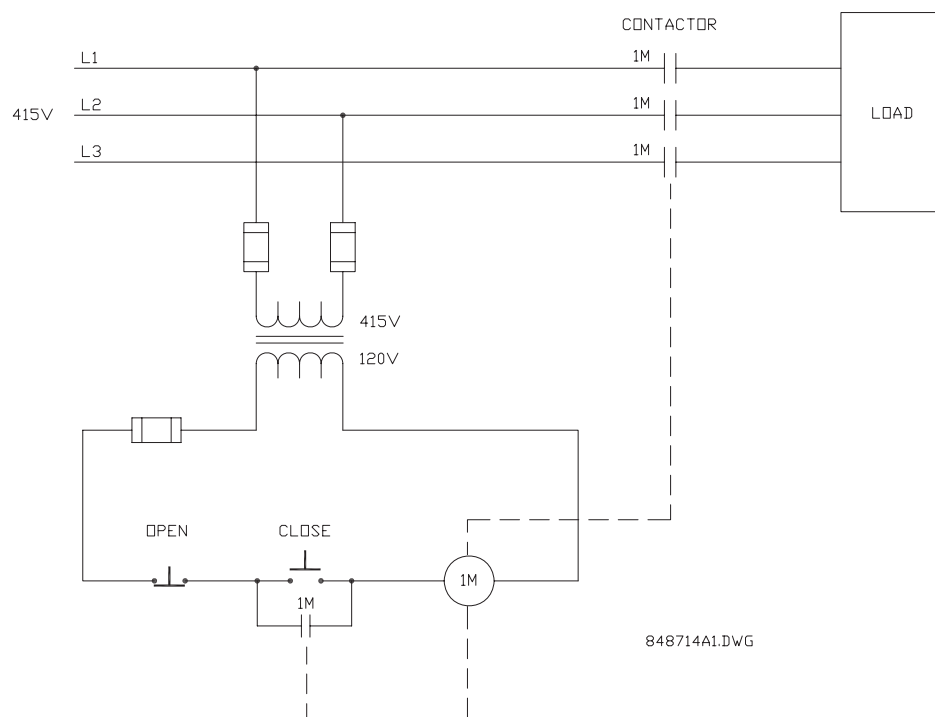 CONTACTOR
L1
1M
415V
L2
1M
LOAD
L3
1M
415V
120V
OPEN
CLOSE
1M
1M
848714A1.DWG